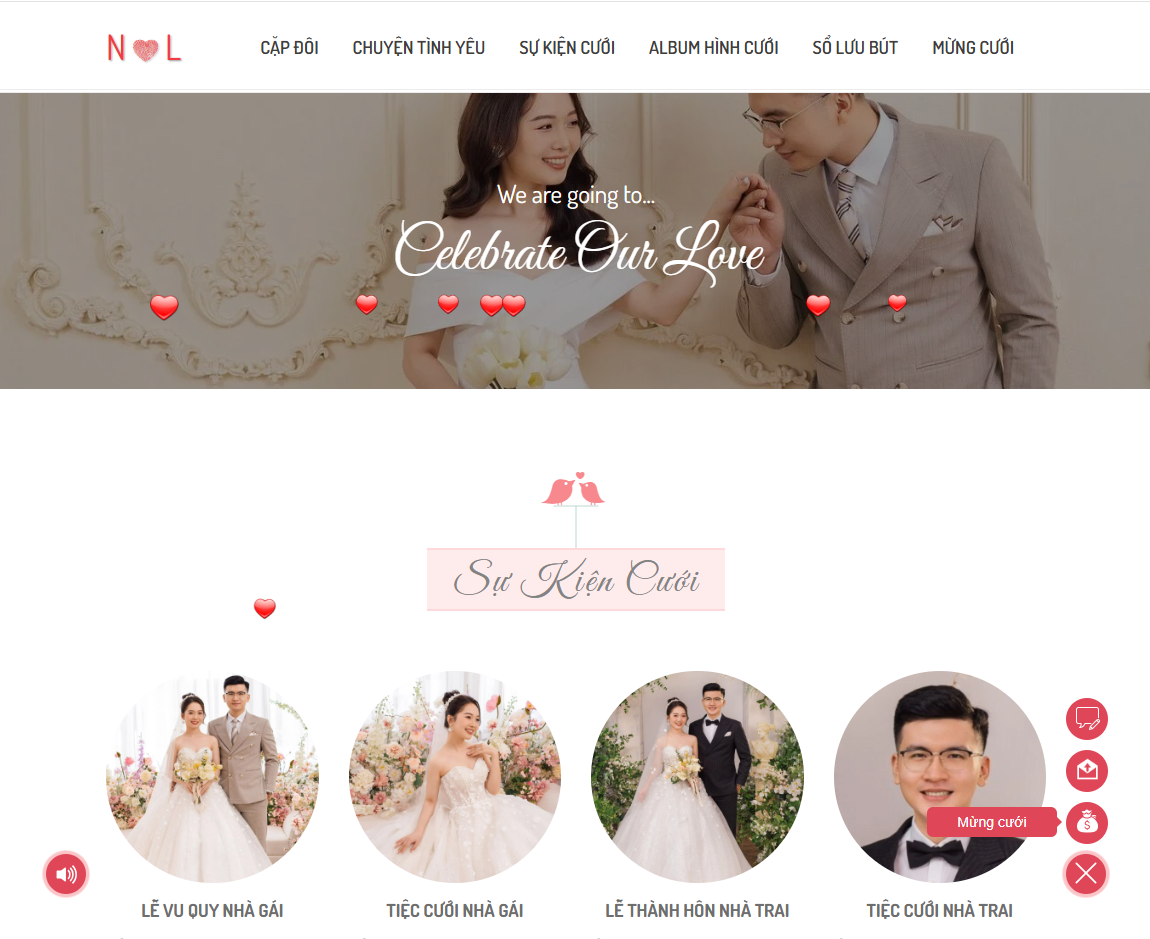 N L
CẶP ĐÔI CHUYỆN TÌNH YÊU SỰ KIỆN CƯỚI ALBUM HÌNH CƯỚI SỔ LƯU BÚT MỪNG CƯỚI
We are going to...
Celebrate Our Love
Sự Kiện Cưới
Mừng cưới
LỄ VU QUY NHÀ GÁI
TIỆC CƯỚI NHÀ GÁI
LỄ THÀNH HÔN NHÀ TRAI
TIỆC CƯỚI NHÀ TRAI